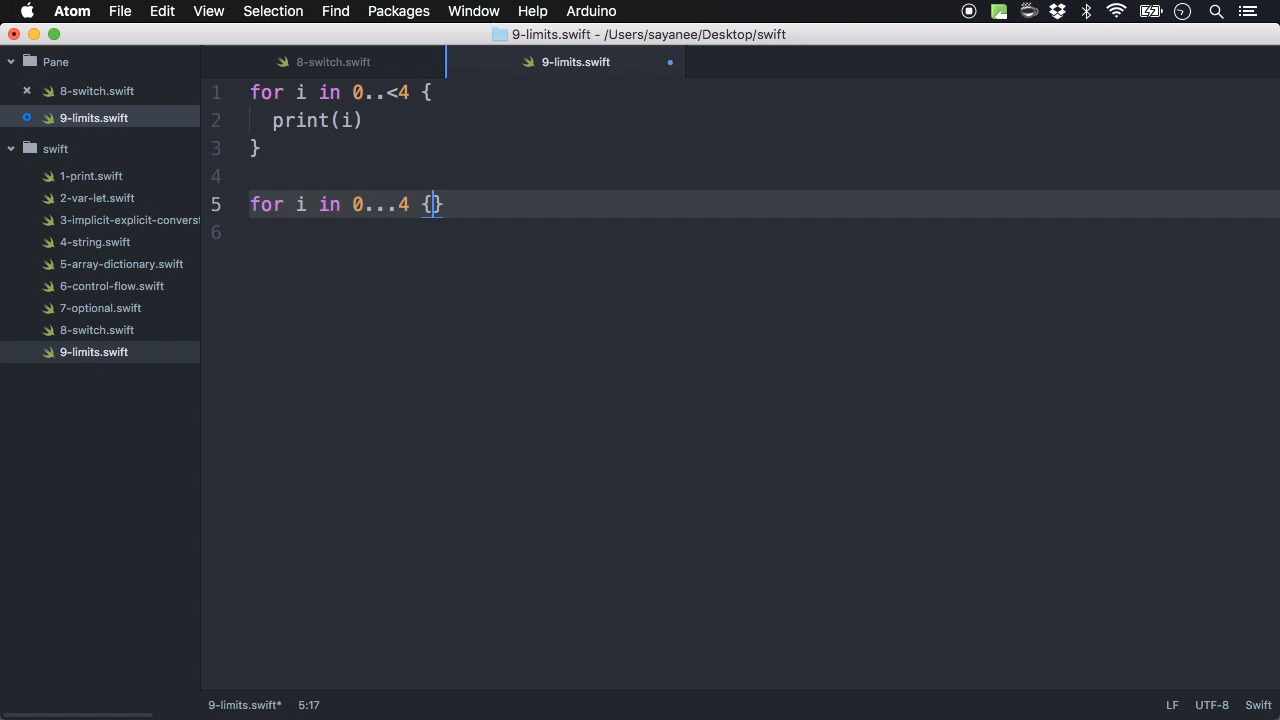 Atom File Edit View Selection Find Packages Window Help Arduino
9-limits.swift - /Users/sayanee/Desktop/swift
Pane
8-switch.swift
9-limits.swift
swift
1-print.swift
2-var-let.swift
3-implicit-explicit-converst
4-string.swift
5-array-dictionary.swift
6-control-flow.swift
7-optional.swift
8-switch.swift
9-limits.swift
8-switch.swift
9-limits.swift
1 for i in 0..<4 {
2 print(i)
3 }
4
5 for i in 0...4 {}
6
9-limits.swift* 5:17
LF UTF-8 Swift